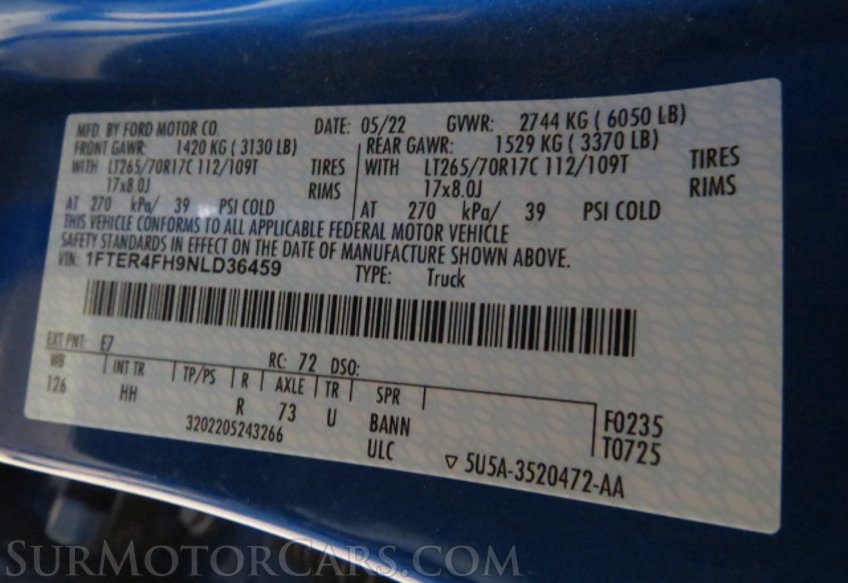 MFD. BY FORD MOTOR CO. DATE: 05/22 GVWR: 2744 KG ( 6050 LB)
FRONT GAWR: 1420 KG ( 3130 LB) REAR GAWR: 1529 KG ( 3370 LB)
WITH LT265/70R17C 112/109T TIRES WITH LT265/70R17C 112/109T TIRES
17x8.0J RIMS 17x8.0J RIMS
AT 270 kPa/ 39 PSI COLD AT 270 kPa/ 39 PSI COLD
THIS VEHICLE CONFORMS TO ALL APPLICABLE FEDERAL MOTOR VEHICLE
SAFETY STANDARDS IN EFFECT ON THE DATE OF MANUFACTURE SHOWN ABOVE.
VIN: 1FTER4FH9NLD36459 TYPE: Truck
EXT PNT: E7 RC: 72 DSO:
WB INT TR TP/PS R AXLE TR SPR
126 HH R 73 U BANN F0235
3202205243266 ULC T0725
▽ 5U5A-3520472-AA
SURMOTORCARS.COM